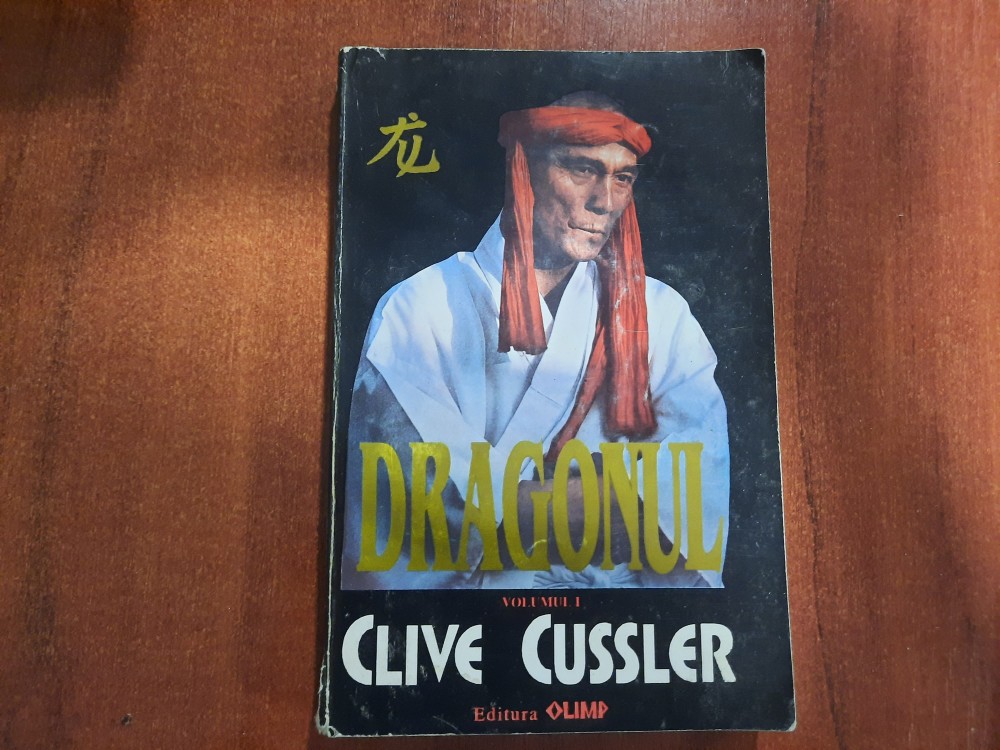 龙
DRAGONUL
VOLUMUL I
CLIVE CUSSLER
Editura OLIMP